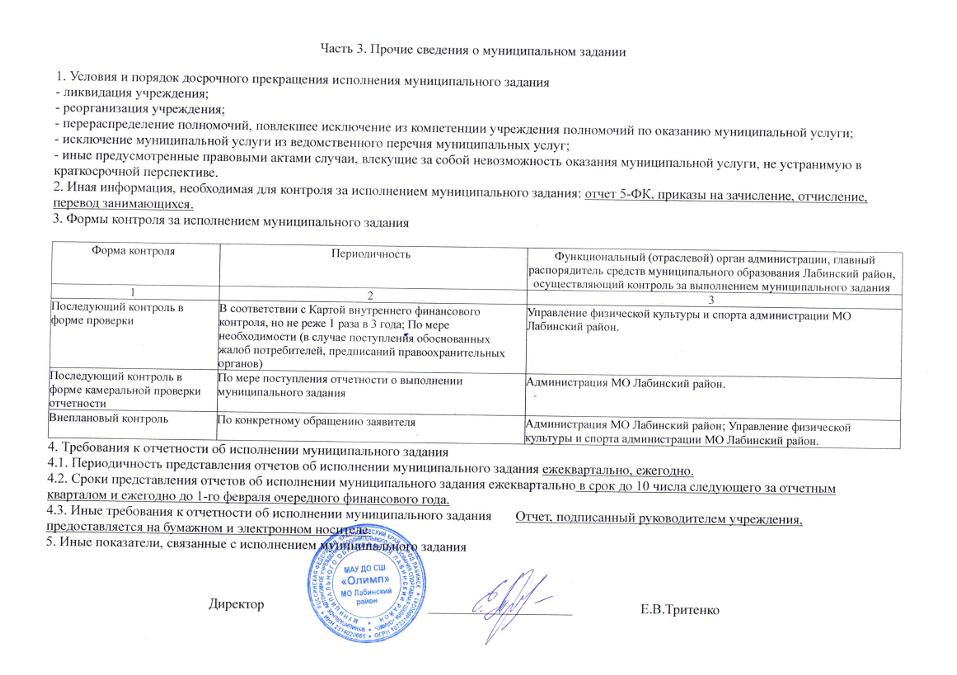 Часть 3. Прочие сведения о муниципальном задании
1. Условия и порядок досрочного прекращения исполнения муниципального задания
- ликвидация учреждения;
- реорганизация учреждения;
- перераспределение полномочий, повлекшее исключение из компетенции учреждения полномочий по оказанию муниципальной услуги;
- исключение муниципальной услуги из ведомственного перечня муниципальных услуг;
- иные предусмотренные правовыми актами случаи, влекущие за собой невозможность оказания муниципальной услуги, не устранимую в
краткосрочной перспективе.
2. Иная информация, необходимая для контроля за исполнением муниципального задания: отчет 5-ФК, приказы на зачисление, отчисление,
перевод занимающихся.
3. Формы контроля за исполнением муниципального задания
Форма контроля
Периодичность
Функциональный (отраслевой) орган администрации, главный
распорядитель средств муниципального образования Лабинский район,
осуществляющий контроль за выполнением муниципального задания
1
2
3
Последующий контроль в
форме проверки
В соответствии с Картой внутреннего финансового
контроля, но не реже 1 раза в 3 года; По мере
необходимости (в случае поступления обоснованных
жалоб потребителей, предписаний правоохранительных
органов)
Управление физической культуры и спорта администрации МО
Лабинский район.
Последующий контроль в
форме камеральной проверки
отчетности
По мере поступления отчетности о выполнении
муниципального задания
Администрация МО Лабинский район.
Внеплановый контроль
По конкретному обращению заявителя
Администрация МО Лабинский район; Управление физической
культуры и спорта администрации МО Лабинский район.
4. Требования к отчетности об исполнении муниципального задания
4.1. Периодичность представления отчетов об исполнении муниципального задания ежеквартально, ежегодно.
4.2. Сроки представления отчетов об исполнении муниципального задания ежеквартально в срок до 10 числа следующего за отчетным
кварталом и ежегодно до 1-го февраля очередного финансового года.
4.3. Иные требования к отчетности об исполнении муниципального задания Отчет, подписанный руководителем учреждения,
предоставляется на бумажном и электронном носителе.
5. Иные показатели, связанные с исполнением муниципального задания
МАУ ДО СШ
«Олимп»
МО Лабинский
район
Директор
Е.В.Тритенко